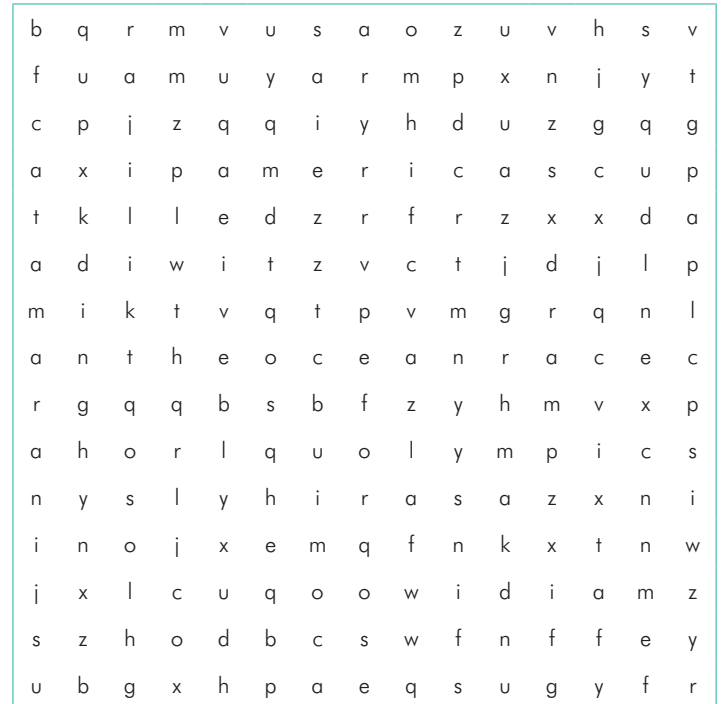 b q r m v u s a o z u v h s v
f u a m u y a r m p x n j y t
c p j z q q i y h d u z g q g
a x i p a m e r i c a s c u p
t k l l e d z r f r z x x d a
a d i w i t z v c t j d j l p
m i k t v q t p v m g r q n l
a n t h e o c e a n r a c e c
r g q q b s b f z y h m v x p
a h o r l q u o l y m p i c s
n y s l y h i r a s a z x n i
i n o j x e m q f n k x t n w
j x l c u q o o w i d i a m z
s z h o d b c s w f n f f e y
u b g x h p a e q s u g y f r